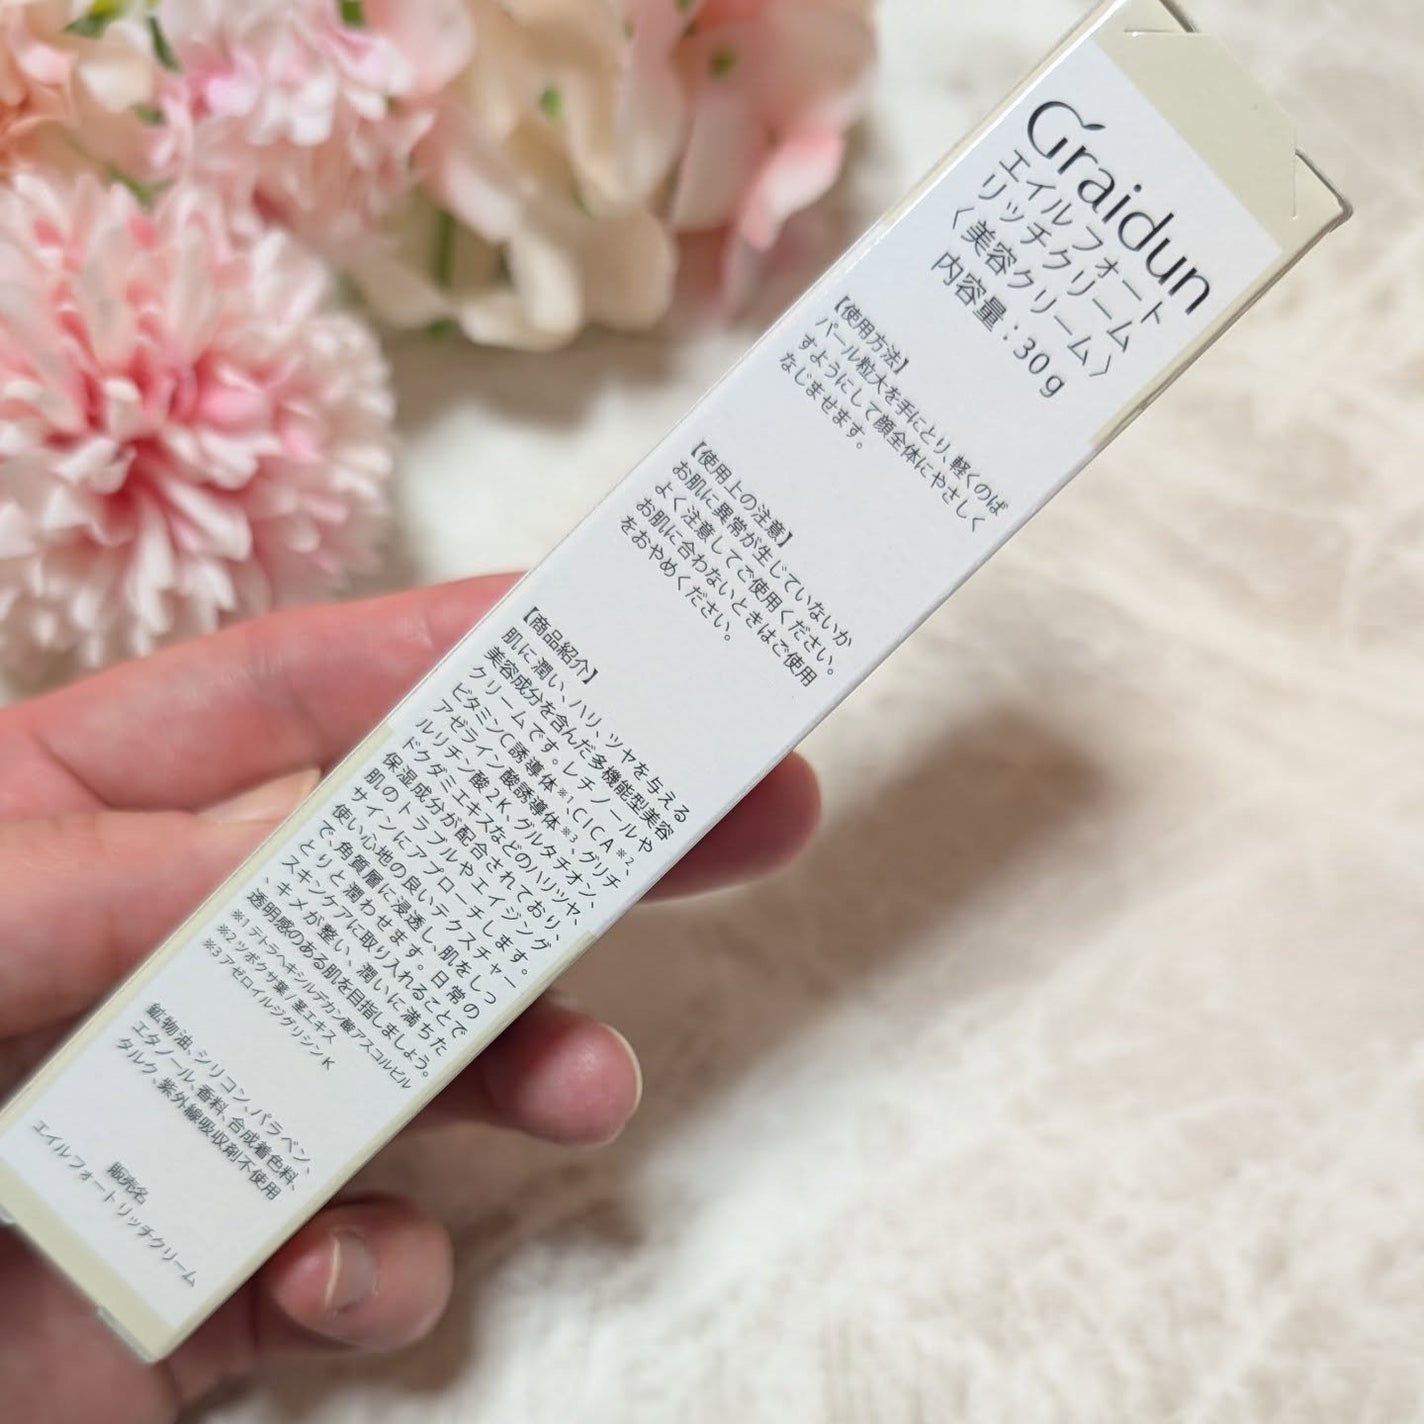 Graidun
エイルフォート
リッチクリーム
〈美容クリーム〉
内容量：30g
【使用方法】
パール粒大を手にとり、軽くのば
すようにして顔全体にやさしく
なじませます。
【使用上の注意】
お肌に異常が生じていないか
よく注意してご使用ください。
お肌に合わないときはご使用
をおやめください。
【商品紹介】
肌に潤い、ハリ、ツヤを与える
美容成分を含んだ多機能型美容
クリームです。レチノールや
ビタミンC誘導体※1、CICA※2、
アゼライン酸誘導体※3、グリチ
ルリチン酸2K、グルタチオン、
ドクダミエキスなどのハリツヤ、
保湿成分が配合されており、
肌のトラブルやエイジング
サインにアプローチします。
使い心地の良いテクスチャー
で、角質層に浸透し、肌をしっ
とりと潤わせます。日常の
スキンケアに取り入れることで
、キメが整い、潤いに満ちた
透明感のある肌を目指しましょう。
※1 テトラヘキシルデカン酸アスコルビル
※2 ツボクサ葉/茎エキス
※3 アゼロイルジグリシンK
鉱物油、シリコン、パラベン、
エタノール、香料、合成着色料、
タルク、紫外線吸収剤不使用
販売名
エイルフォートリッチクリーム